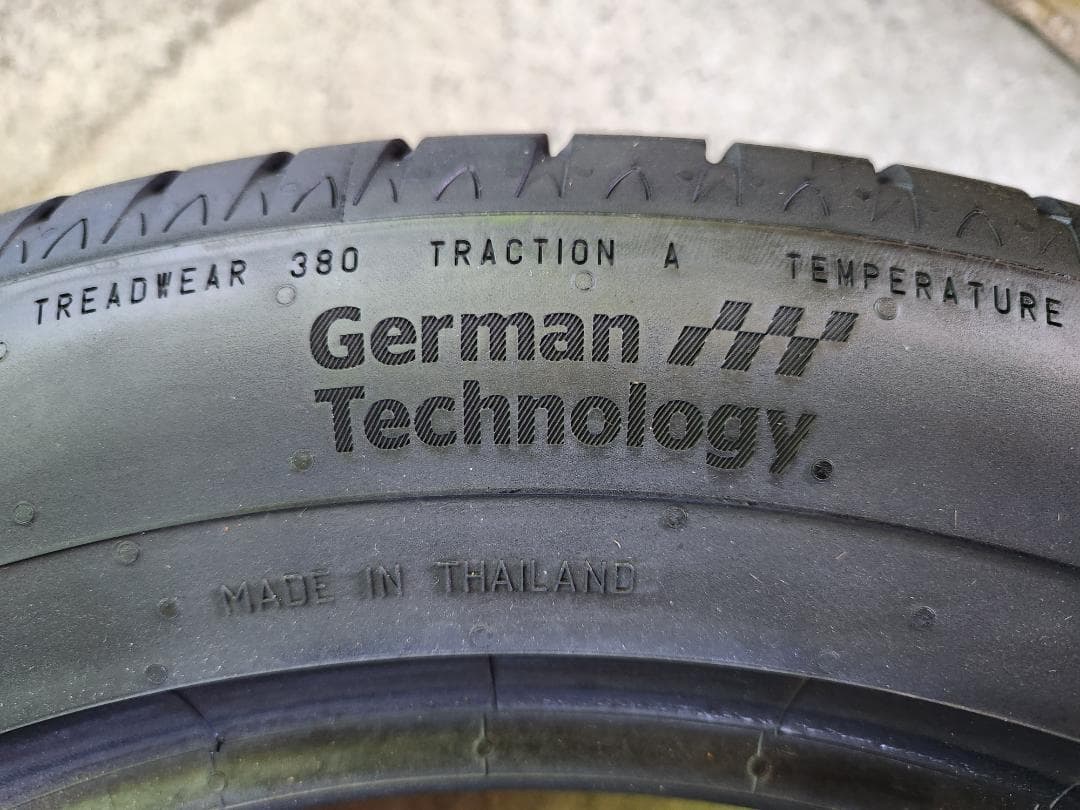 TREADWEAR 380 TRACTION A TEMPERATURE
German
Technology.
MADE IN THAILAND